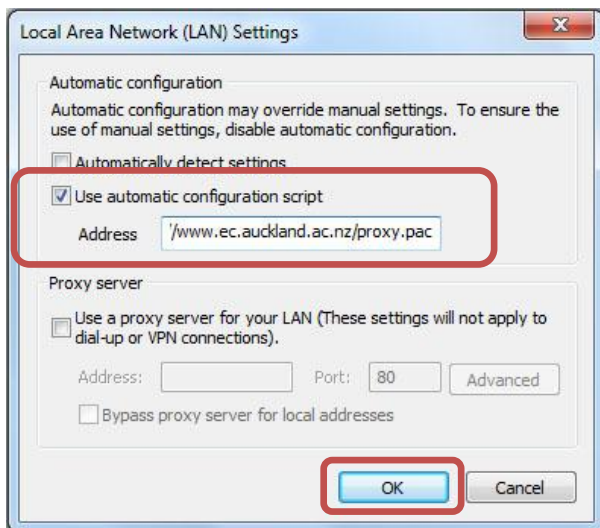 Local Area Network (LAN) Settings
Automatic configuration
Automatic configuration may override manual settings. To ensure the
use of manual settings, disable automatic configuration.
Automatically detect settings
Use automatic configuration script
Address /www.ec.auckland.ac.nz/proxy.pac
Proxy server
Use a proxy server for your LAN (These settings will not apply to
dial-up or VPN connections).
Address: Port: 80 Advanced
Bypass proxy server for local addresses
OK Cancel